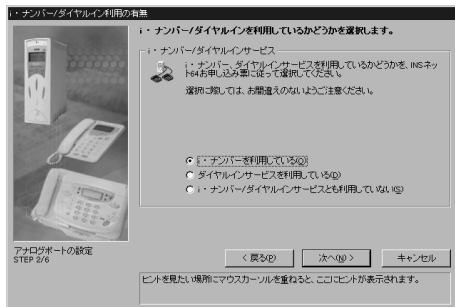 i・ナンバー/ダイヤルイン利用の有無
i・ナンバー/ダイヤルインを利用しているかどうかを選択します。
i・ナンバー/ダイヤルインサービス
i・ナンバー、ダイヤルインサービスを利用しているかどうかを、INSネッ
ト64お申し込み票に従って選択してください。
選択に際しては、お間違えのないようご注意ください。
i・ナンバーを利用している(O)
ダイヤルインサービスを利用している(D)
i・ナンバー/ダイヤルインサービスとも利用していない(S)
アナログポートの設定
STEP 2/6
< 戻る(P)
次へ(N) >
キャンセル
ヒントを見たい場所にマウスカーソルを重ねると、ここにヒントが表示されます。